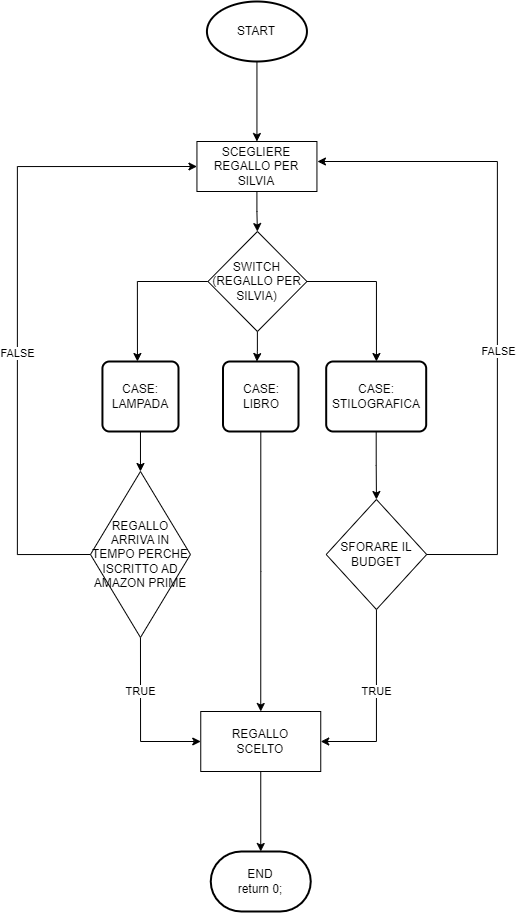 START
SCEGLIERE
REGALLO PER
SILVIA
SWITCH
(REGALLO PER
SILVIA)
FALSE
FALSE
CASE:
LAMPADA
CASE:
LIBRO
CASE:
STILOGRAFICA
REGALLO
ARRIVA IN
TEMPO PERCHE
ISCRITTO AD
AMAZON PRIME
SFORARE IL
BUDGET
TRUE
TRUE
REGALLO
SCELTO
END
return 0;